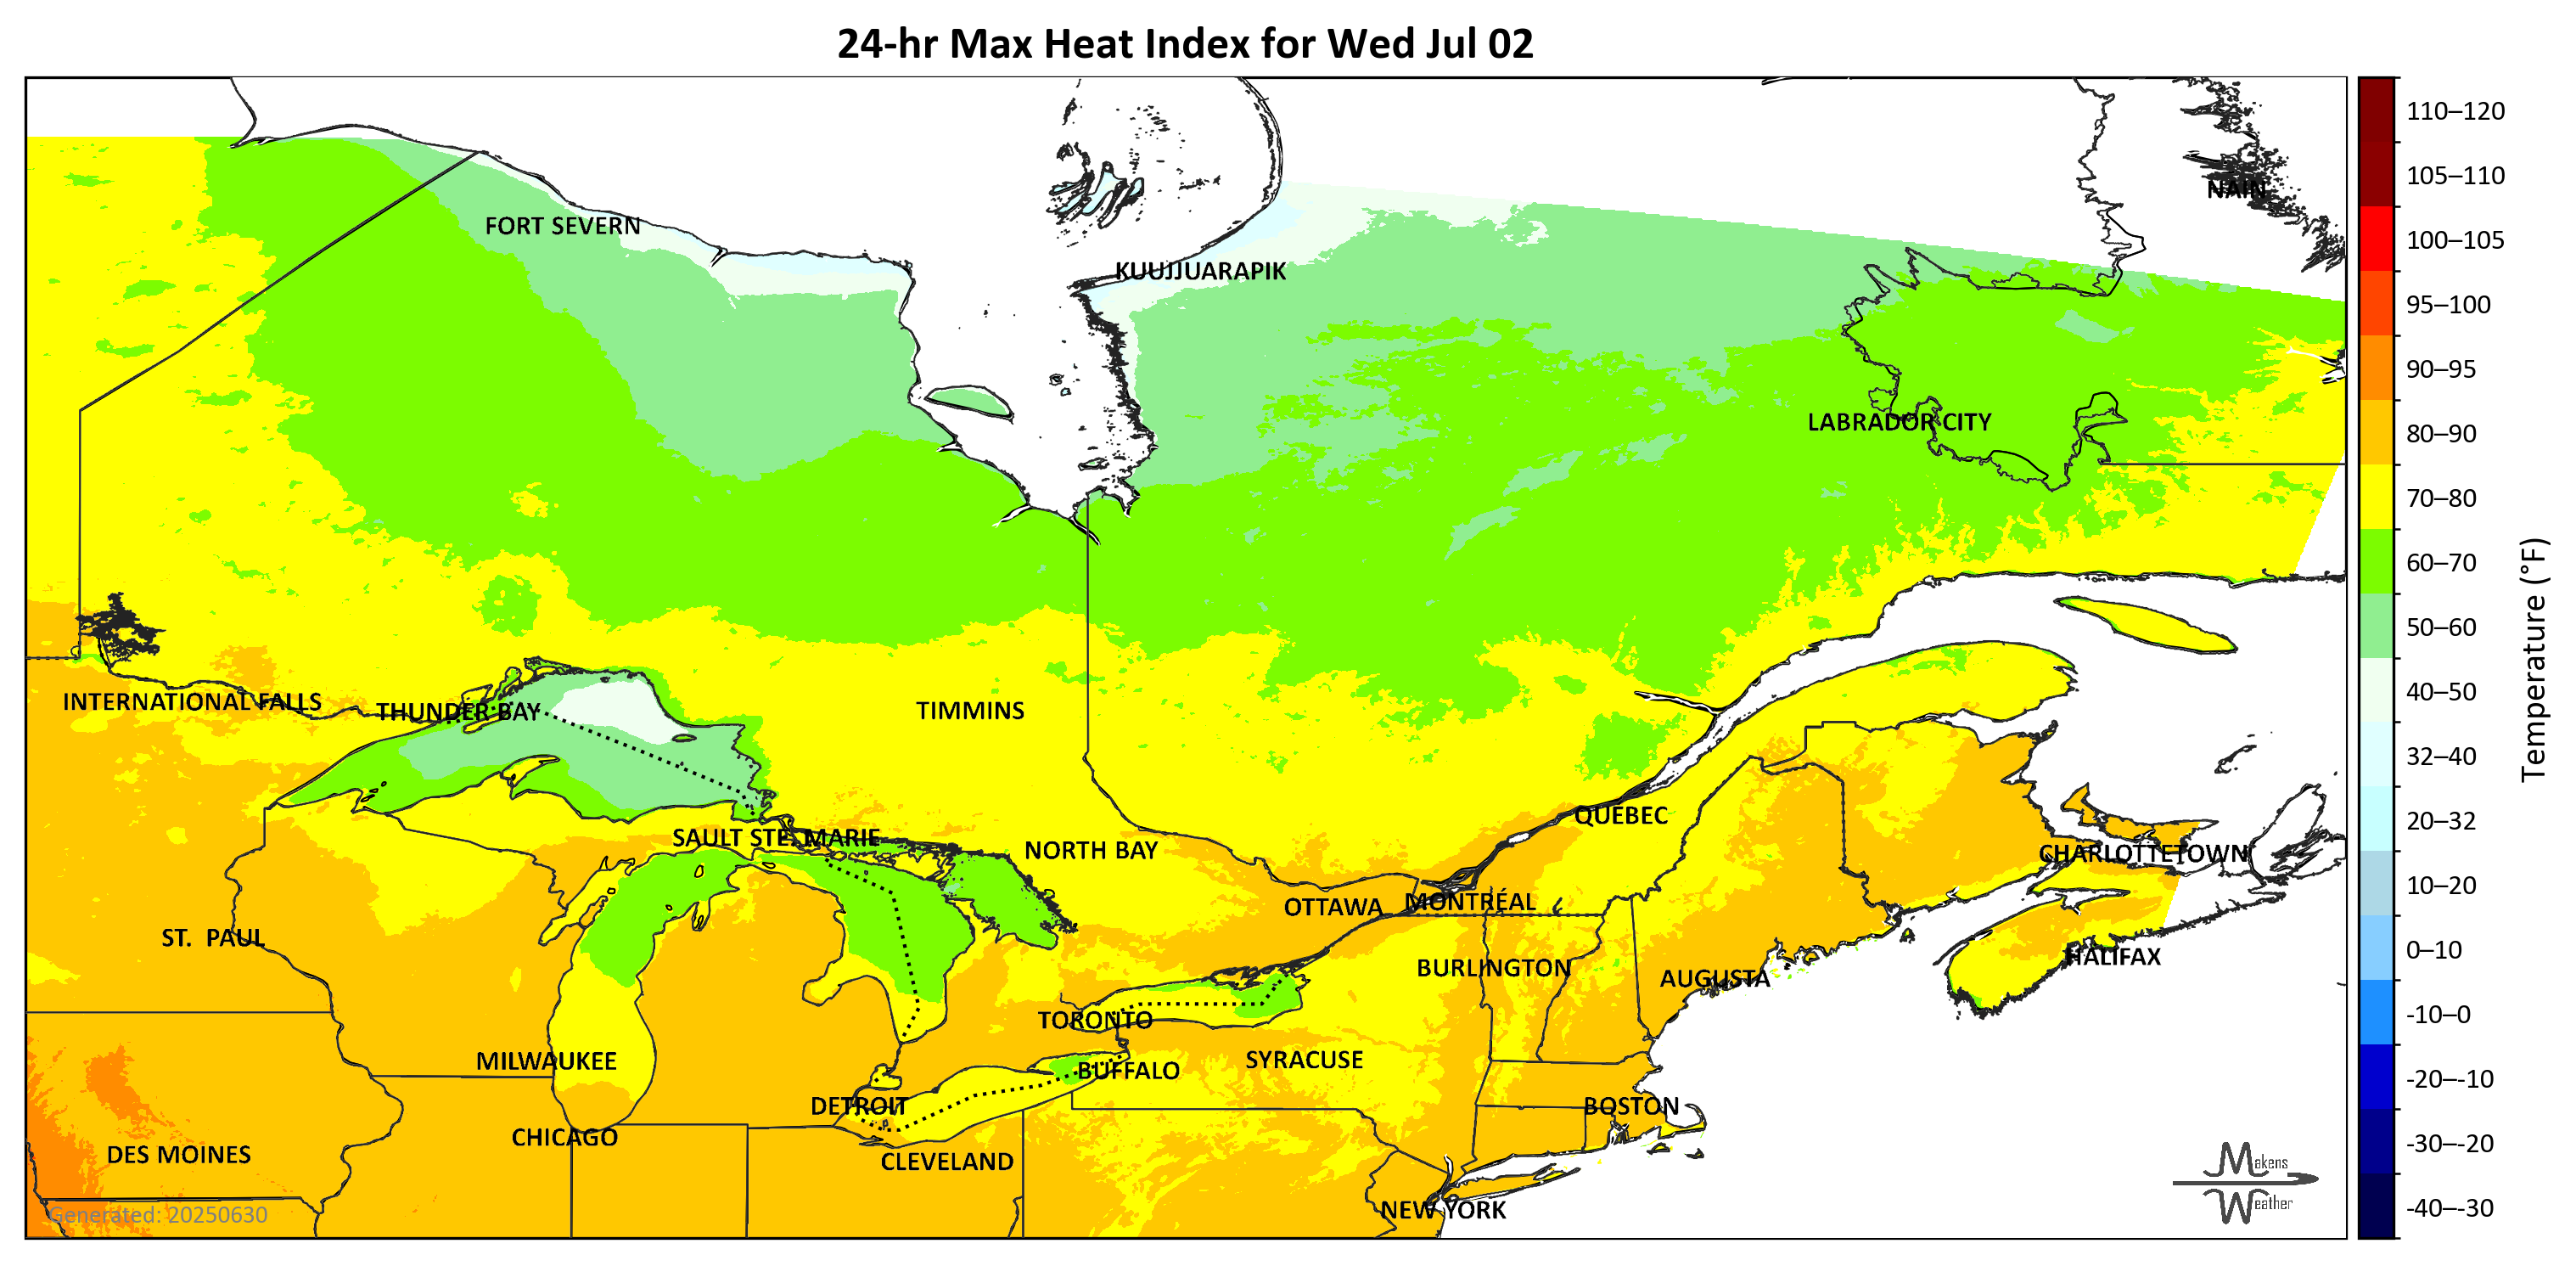 24-hr Max Heat Index for Wed Jul 02
NAIN
FORT SEVERN
KUUJJUARAPIK
LABRADOR CITY
INTERNATIONAL FALLS
THUNDER BAY
TIMMINS
QUÉBEC
SAULT STE. MARIE
NORTH BAY
CHARLOTTETOWN
OTTAWA
MONTRÉAL
ST.  PAUL
HALIFAX
BURLINGTON
AUGUSTA
TORONTO
MILWAUKEE
SYRACUSE
BUFFALO
DETROIT
BOSTON
CHICAGO
DES MOINES
CLEVELAND
NEW YORK
Generated: 20250630
Makens
Weather
110–120
105–110
100–105
95–100
90–95
80–90
70–80
60–70
50–60
40–50
32–40
20–32
10–20
0–10
-10–0
-20–-10
-30–-20
-40–-30
Temperature (°F)